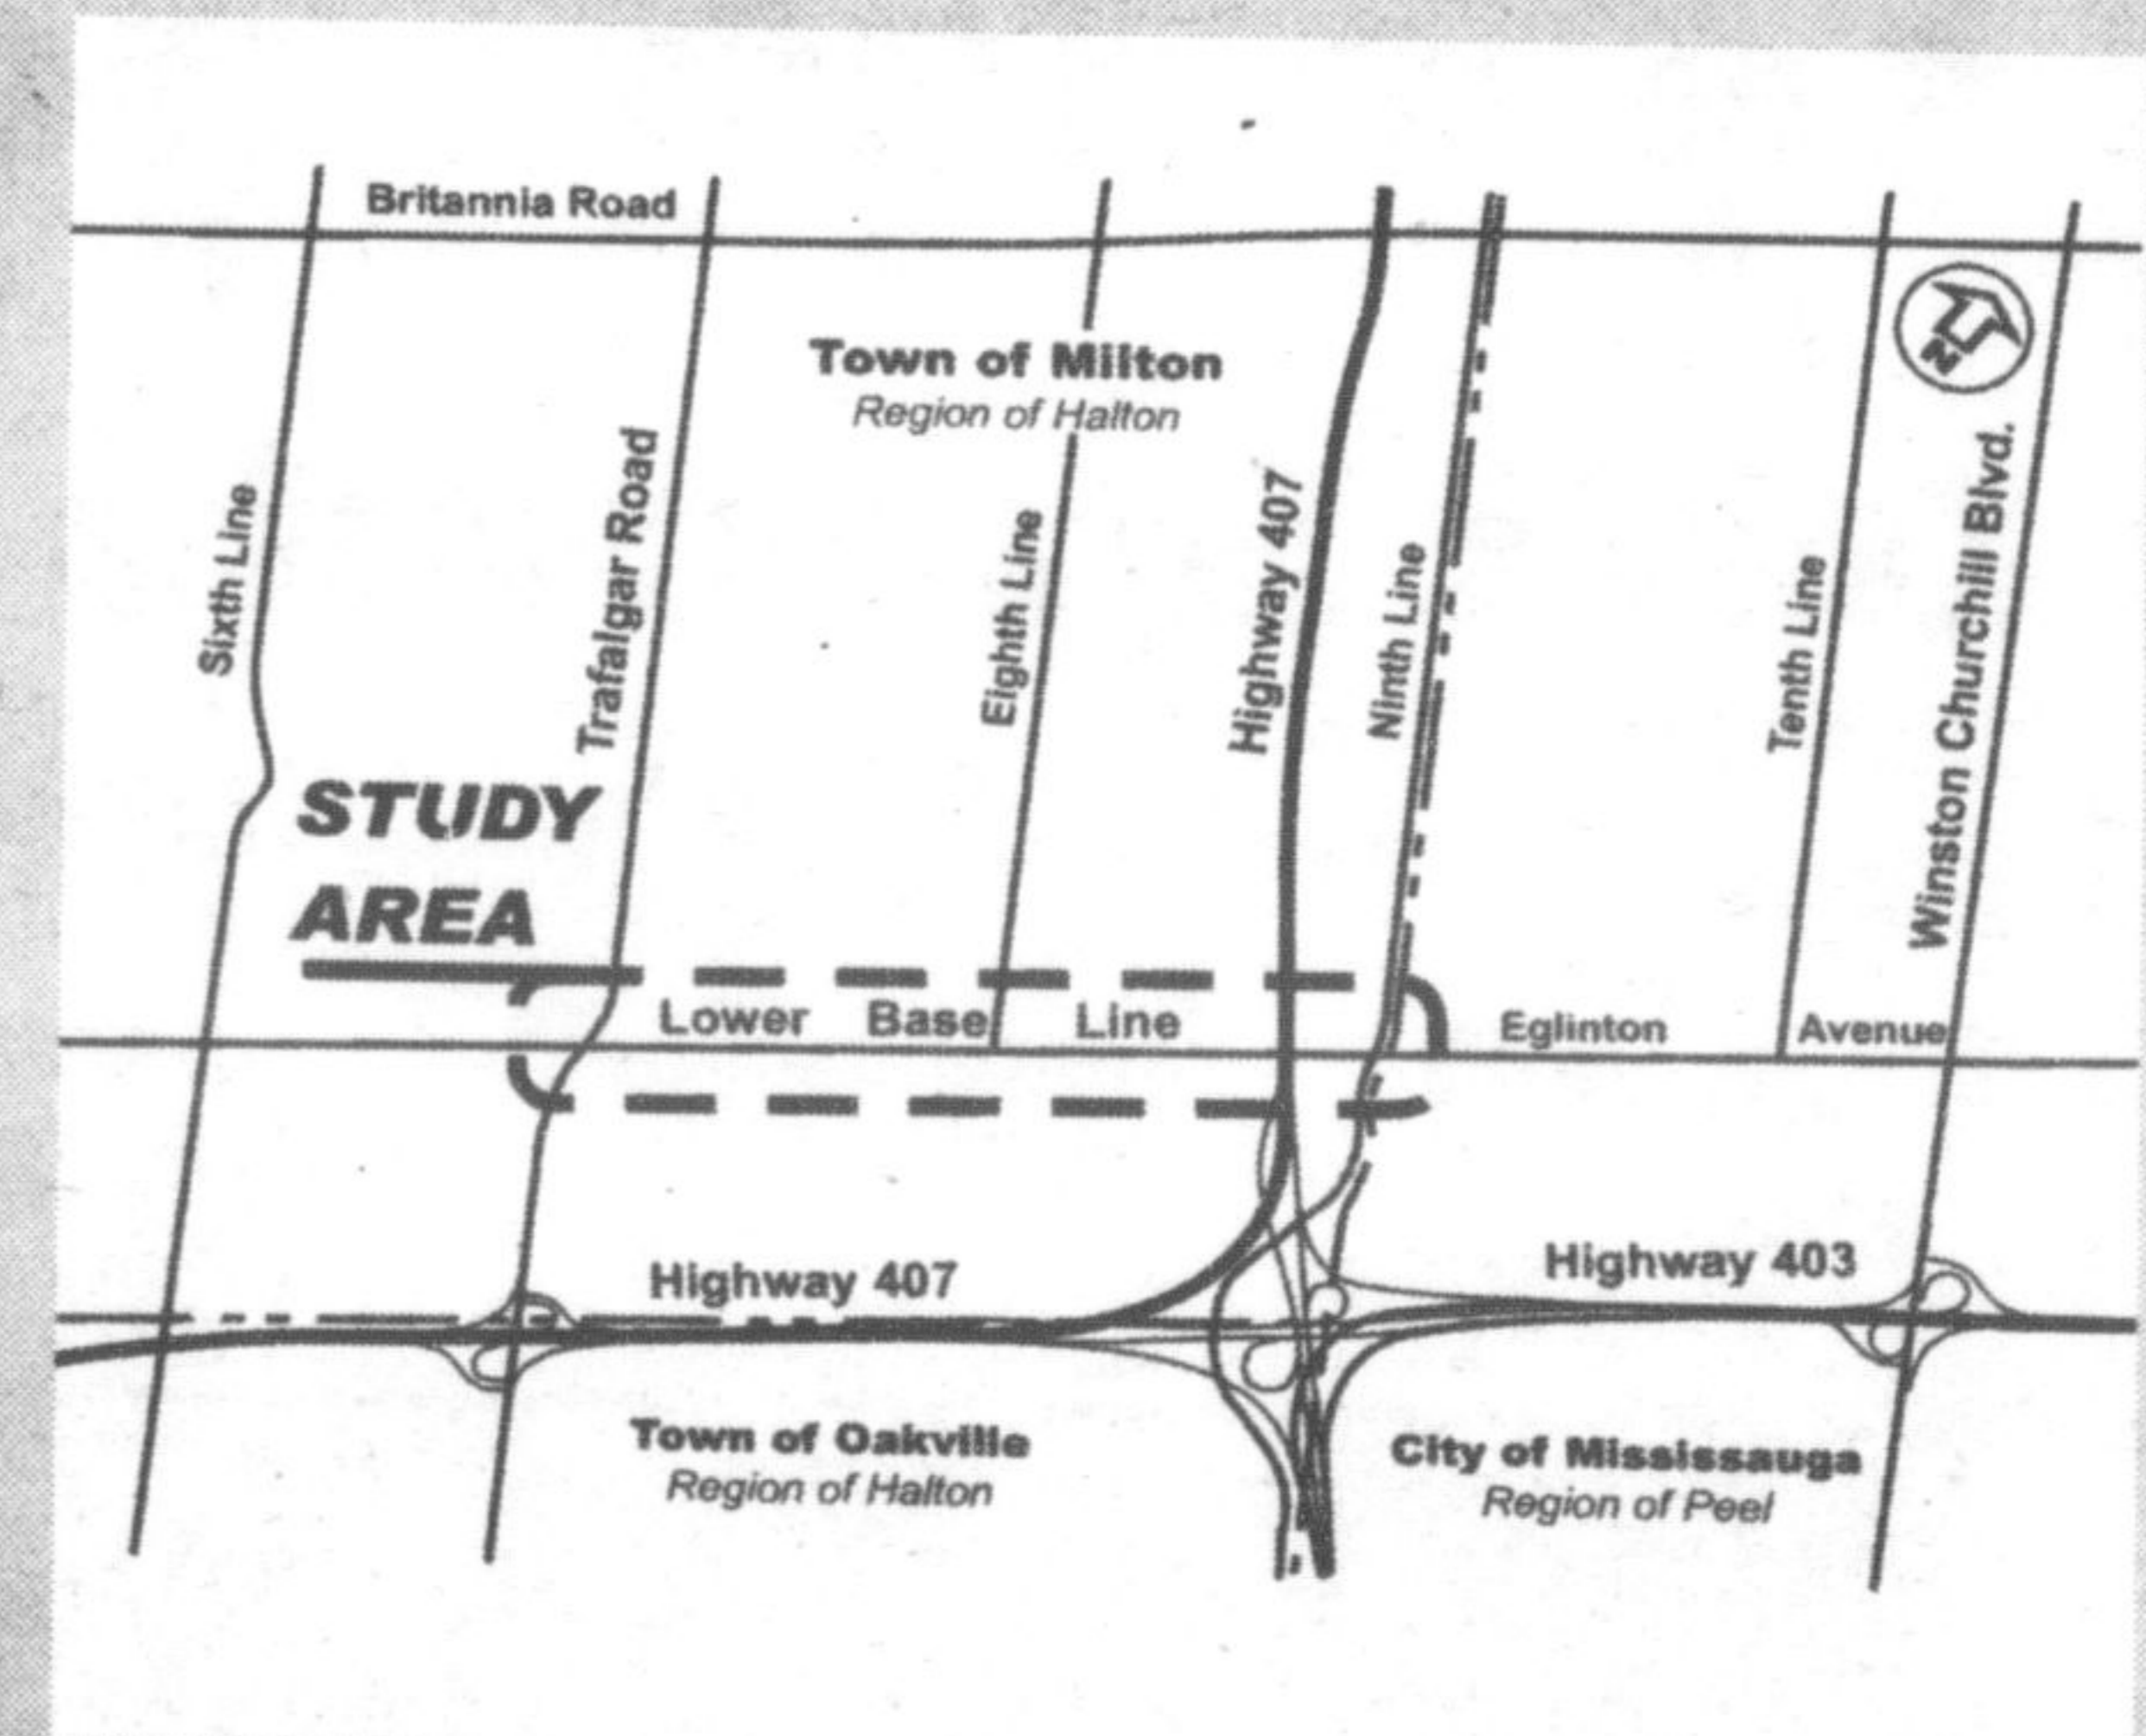 Britannia Road
Town of Milton
Region of Halton
N
Sixth Line
Trafalgar Road
Eighth Line
Highway 407
Ninth Line
Tenth Line
Winston Churchill Blvd.
STUDY
AREA
Lower Base Line
Eglinton Avenue
Highway 407
Highway 403
Town of Oakville
Region of Halton
City of Mississauga
Region of Peel